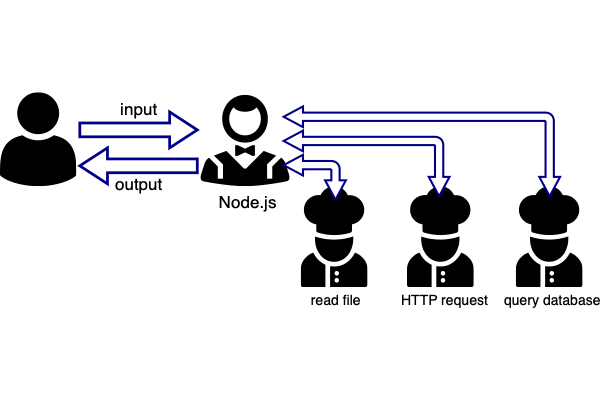 input
output
Node.js
read file
HTTP request
query database